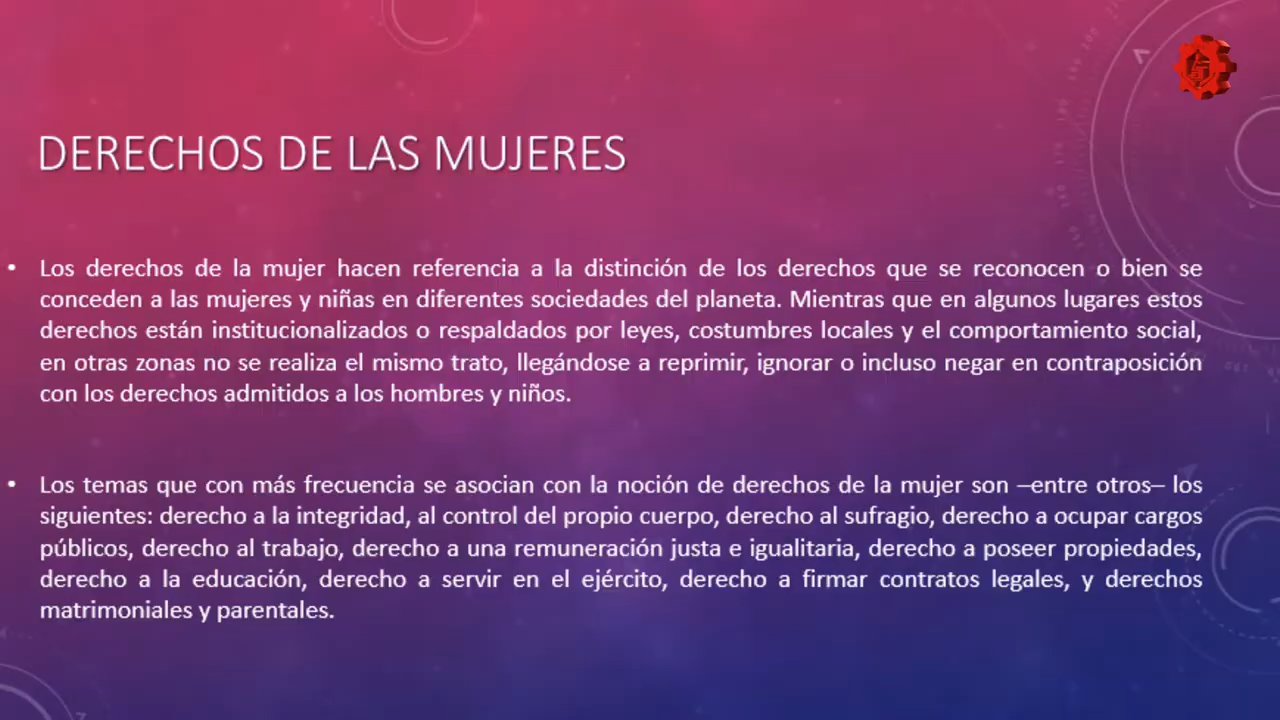 DERECHOS DE LAS MUJERES
• Los derechos de la mujer hacen referencia a la distinción de los derechos que se reconocen o bien se
conceden a las mujeres y niñas en diferentes sociedades del planeta. Mientras que en algunos lugares estos
derechos están institucionalizados o respaldados por leyes, costumbres locales y el comportamiento social,
en otras zonas no se realiza el mismo trato, llegándose a reprimir, ignorar o incluso negar en contraposición
con los derechos admitidos a los hombres y niños.
• Los temas que con más frecuencia se asocian con la noción de derechos de la mujer son –entre otros– los
siguientes: derecho a la integridad, al control del propio cuerpo, derecho al sufragio, derecho a ocupar cargos
públicos, derecho al trabajo, derecho a una remuneración justa e igualitaria, derecho a poseer propiedades,
derecho a la educación, derecho a servir en el ejército, derecho a firmar contratos legales, y derechos
matrimoniales y parentales.